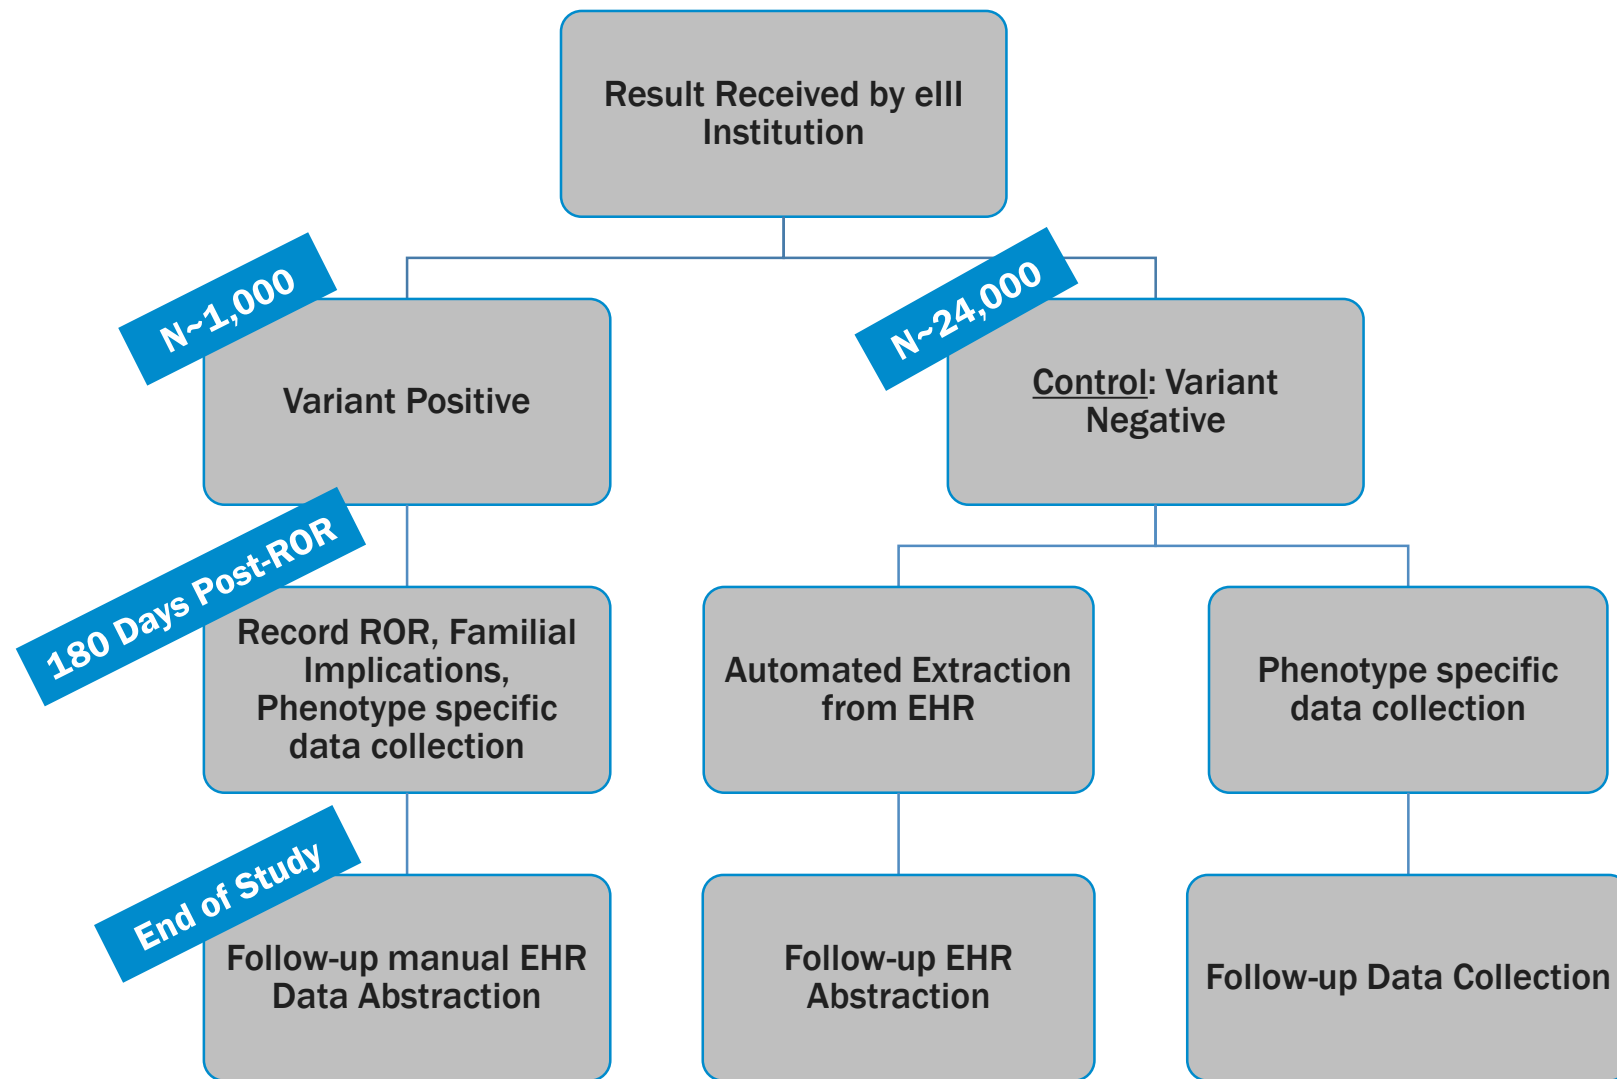 Result Received by eIII
Institution
N~1,000
N~24,000
Variant Positive
Control: Variant
Negative
180 Days Post-ROR
Record ROR, Familial
Implications,
Phenotype specific
data collection
Automated Extraction
from EHR
Phenotype specific
data collection
End of Study
Follow-up manual EHR
Data Abstraction
Follow-up EHR
Abstraction
Follow-up Data Collection